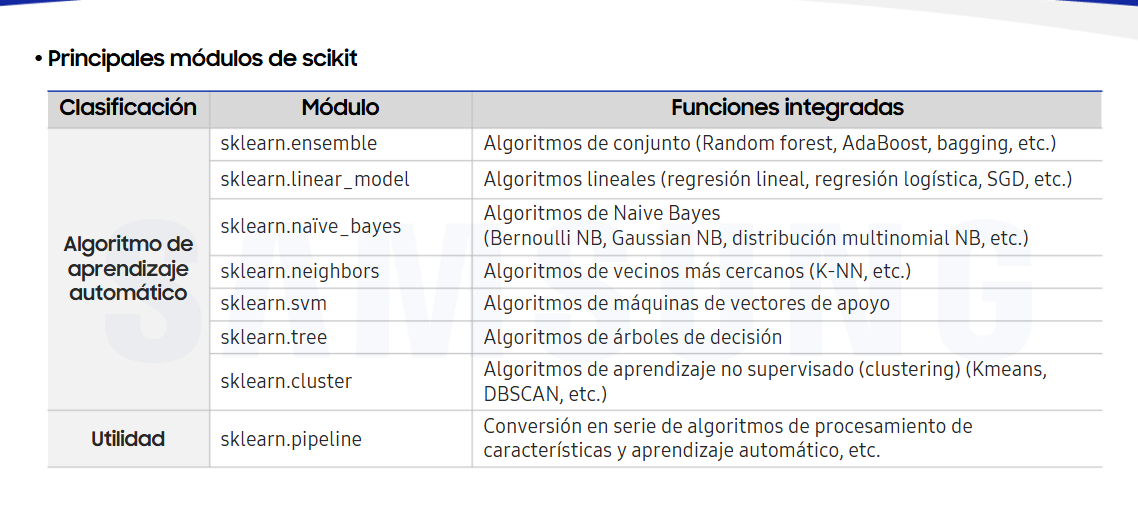 • Principales módulos de scikit
Clasificación Módulo Funciones integradas
Algoritmo de
aprendizaje
automático
sklearn.ensemble Algoritmos de conjunto (Random forest, AdaBoost, bagging, etc.)
sklearn.linear_model Algoritmos lineales (regresión lineal, regresión logística, SGD, etc.)
sklearn.naïve_bayes Algoritmos de Naive Bayes
(Bernoulli NB, Gaussian NB, distribución multinomial NB, etc.)
sklearn.neighbors Algoritmos de vecinos más cercanos (K-NN, etc.)
sklearn.svm Algoritmos de máquinas de vectores de apoyo
sklearn.tree Algoritmos de árboles de decisión
sklearn.cluster Algoritmos de aprendizaje no supervisado (clustering) (Kmeans,
DBSCAN, etc.)
Utilidad sklearn.pipeline Conversión en serie de algoritmos de procesamiento de
características y aprendizaje automático, etc.
SAMSUNG